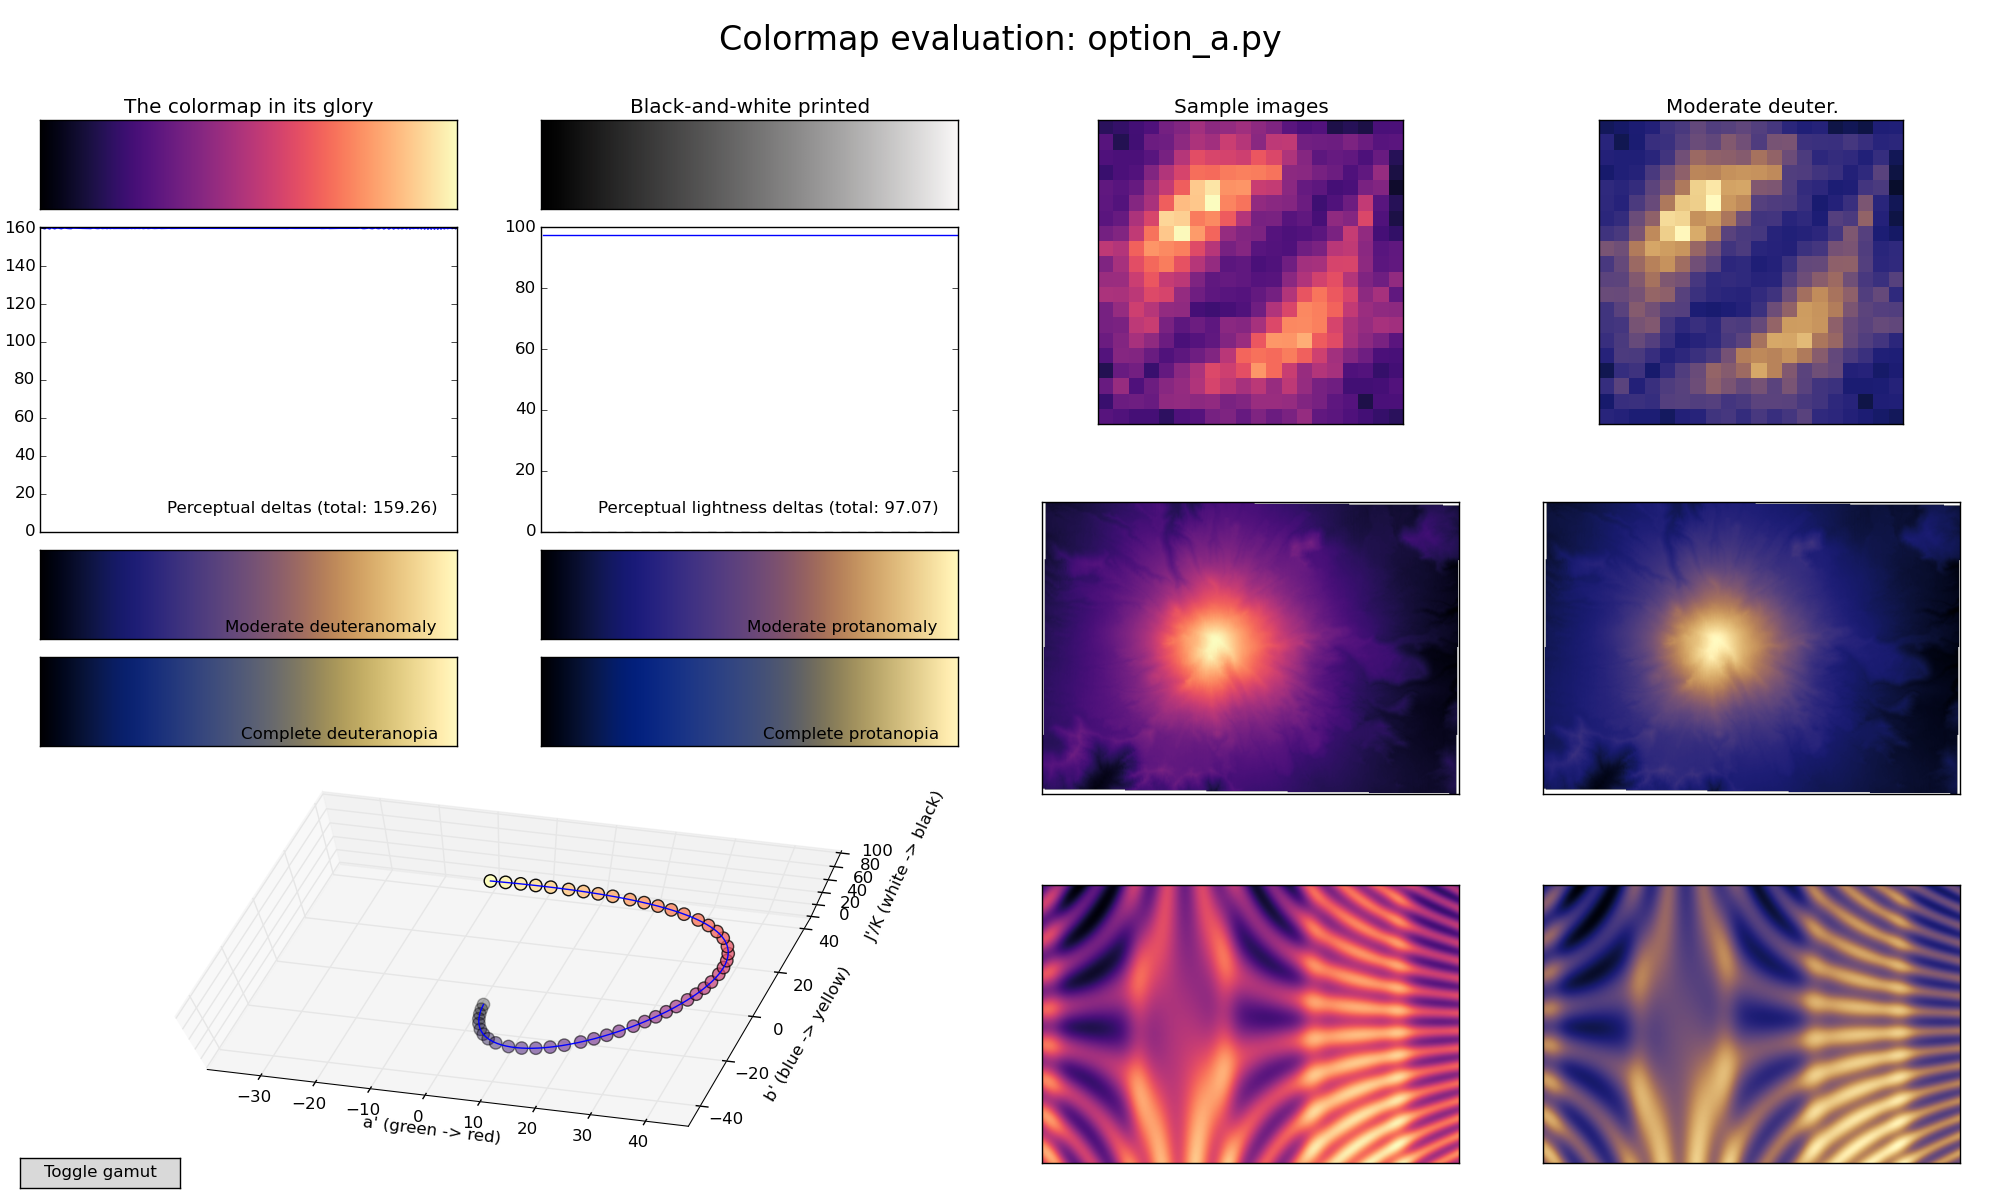 Colormap evaluation: option_a.py
The colormap in its glory
Black-and-white printed
Sample images
Moderate deuter.
160
140
120
100
80
60
40
20
0
Perceptual deltas (total: 159.26)
100
80
60
40
20
0
Perceptual lightness deltas (total: 97.07)
Moderate deuteranomaly
Moderate protanomaly
Complete deuteranopia
Complete protanopia
100
80
60
40
20
0
J'/K (white -> black)
40
20
0
−20
−40
b' (blue -> yellow)
−30
−20
−10
0
10
20
30
40
a' (green -> red)
Toggle gamut